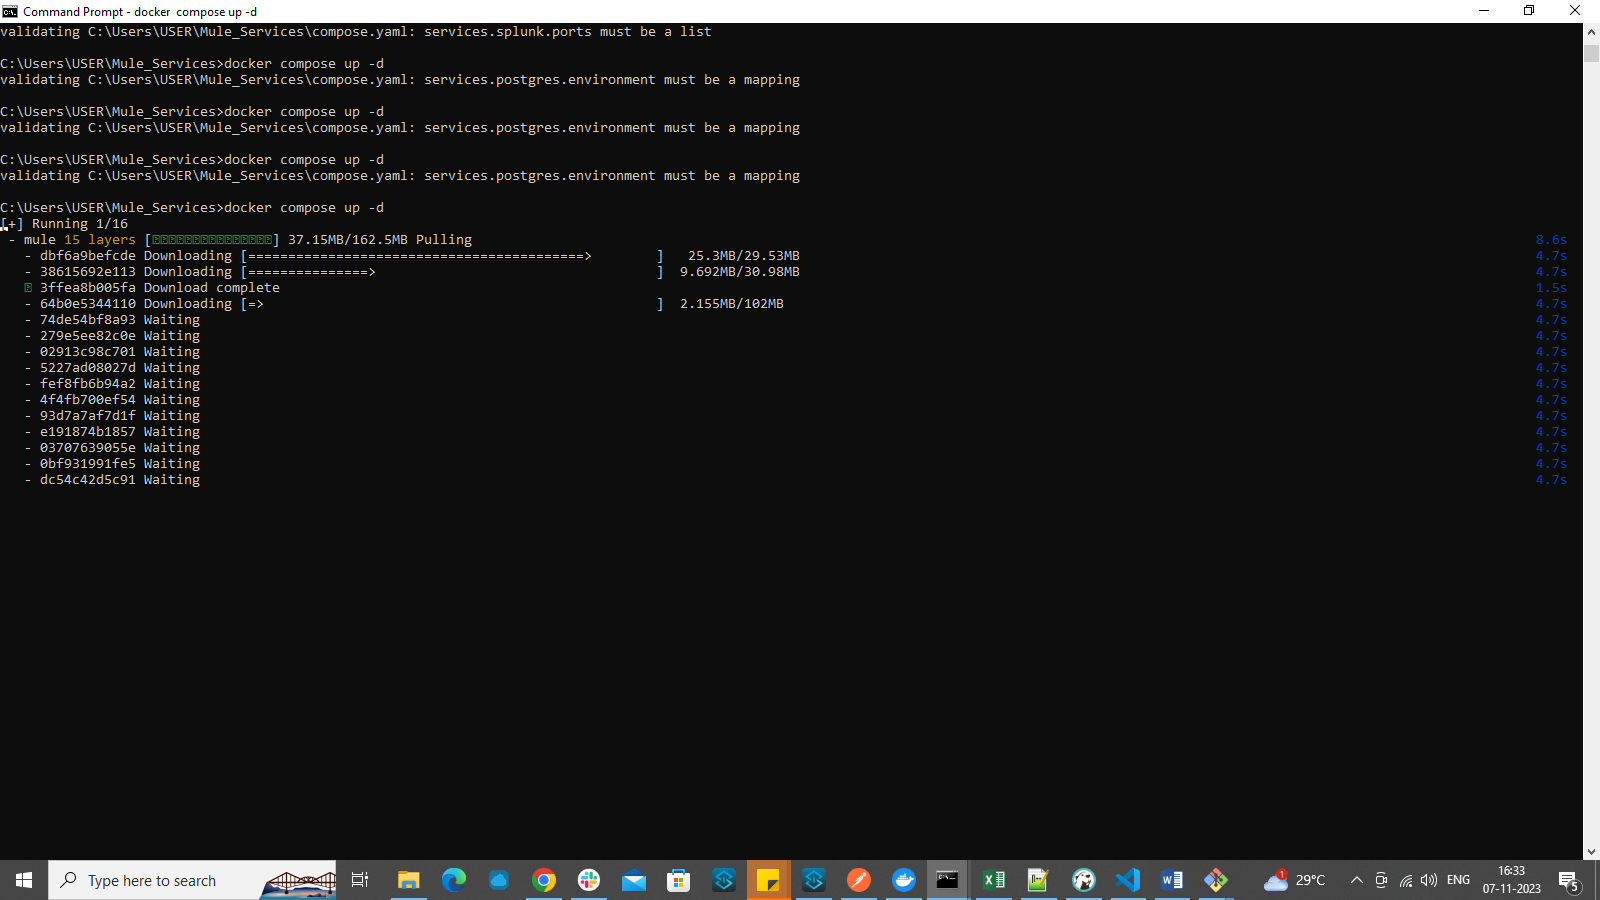 Command Prompt - docker  compose up -d
validating C:\Users\USER\Mule_Services\compose.yaml: services.splunk.ports must be a list
C:\Users\USER\Mule_Services>docker compose up -d
validating C:\Users\USER\Mule_Services\compose.yaml: services.postgres.environment must be a mapping
C:\Users\USER\Mule_Services>docker compose up -d
validating C:\Users\USER\Mule_Services\compose.yaml: services.postgres.environment must be a mapping
C:\Users\USER\Mule_Services>docker compose up -d
validating C:\Users\USER\Mule_Services\compose.yaml: services.postgres.environment must be a mapping
C:\Users\USER\Mule_Services>docker compose up -d
[+] Running 1/16
- mule 15 layers [⍰⍰⍰⍰⍰⍰⍰⍰⍰⍰⍰⍰⍰⍰⍰] 37.15MB/162.5MB Pulling 8.6s
- dbf6a9befcde Downloading [==========================================>        ] 25.3MB/29.53MB 4.7s
- 38615692e113 Downloading [===============>                                   ] 9.692MB/30.98MB 4.7s
⍰ 3ffea8b005fa Download complete 1.5s
- 64b0e5344110 Downloading [=>                                                 ] 2.155MB/102MB 4.7s
- 74de54bf8a93 Waiting 4.7s
- 279e5ee82c0e Waiting 4.7s
- 02913c98c701 Waiting 4.7s
- 5227ad08027d Waiting 4.7s
- fef8fb6b94a2 Waiting 4.7s
- 4f4fb700ef54 Waiting 4.7s
- 93d7a7af7d1f Waiting 4.7s
- e191874b1857 Waiting 4.7s
- 03707639055e Waiting 4.7s
- 0bf931991fe5 Waiting 4.7s
- dc54c42d5c91 Waiting 4.7s
Type here to search
1
29°C
ENG
16:33
07-11-2023
5